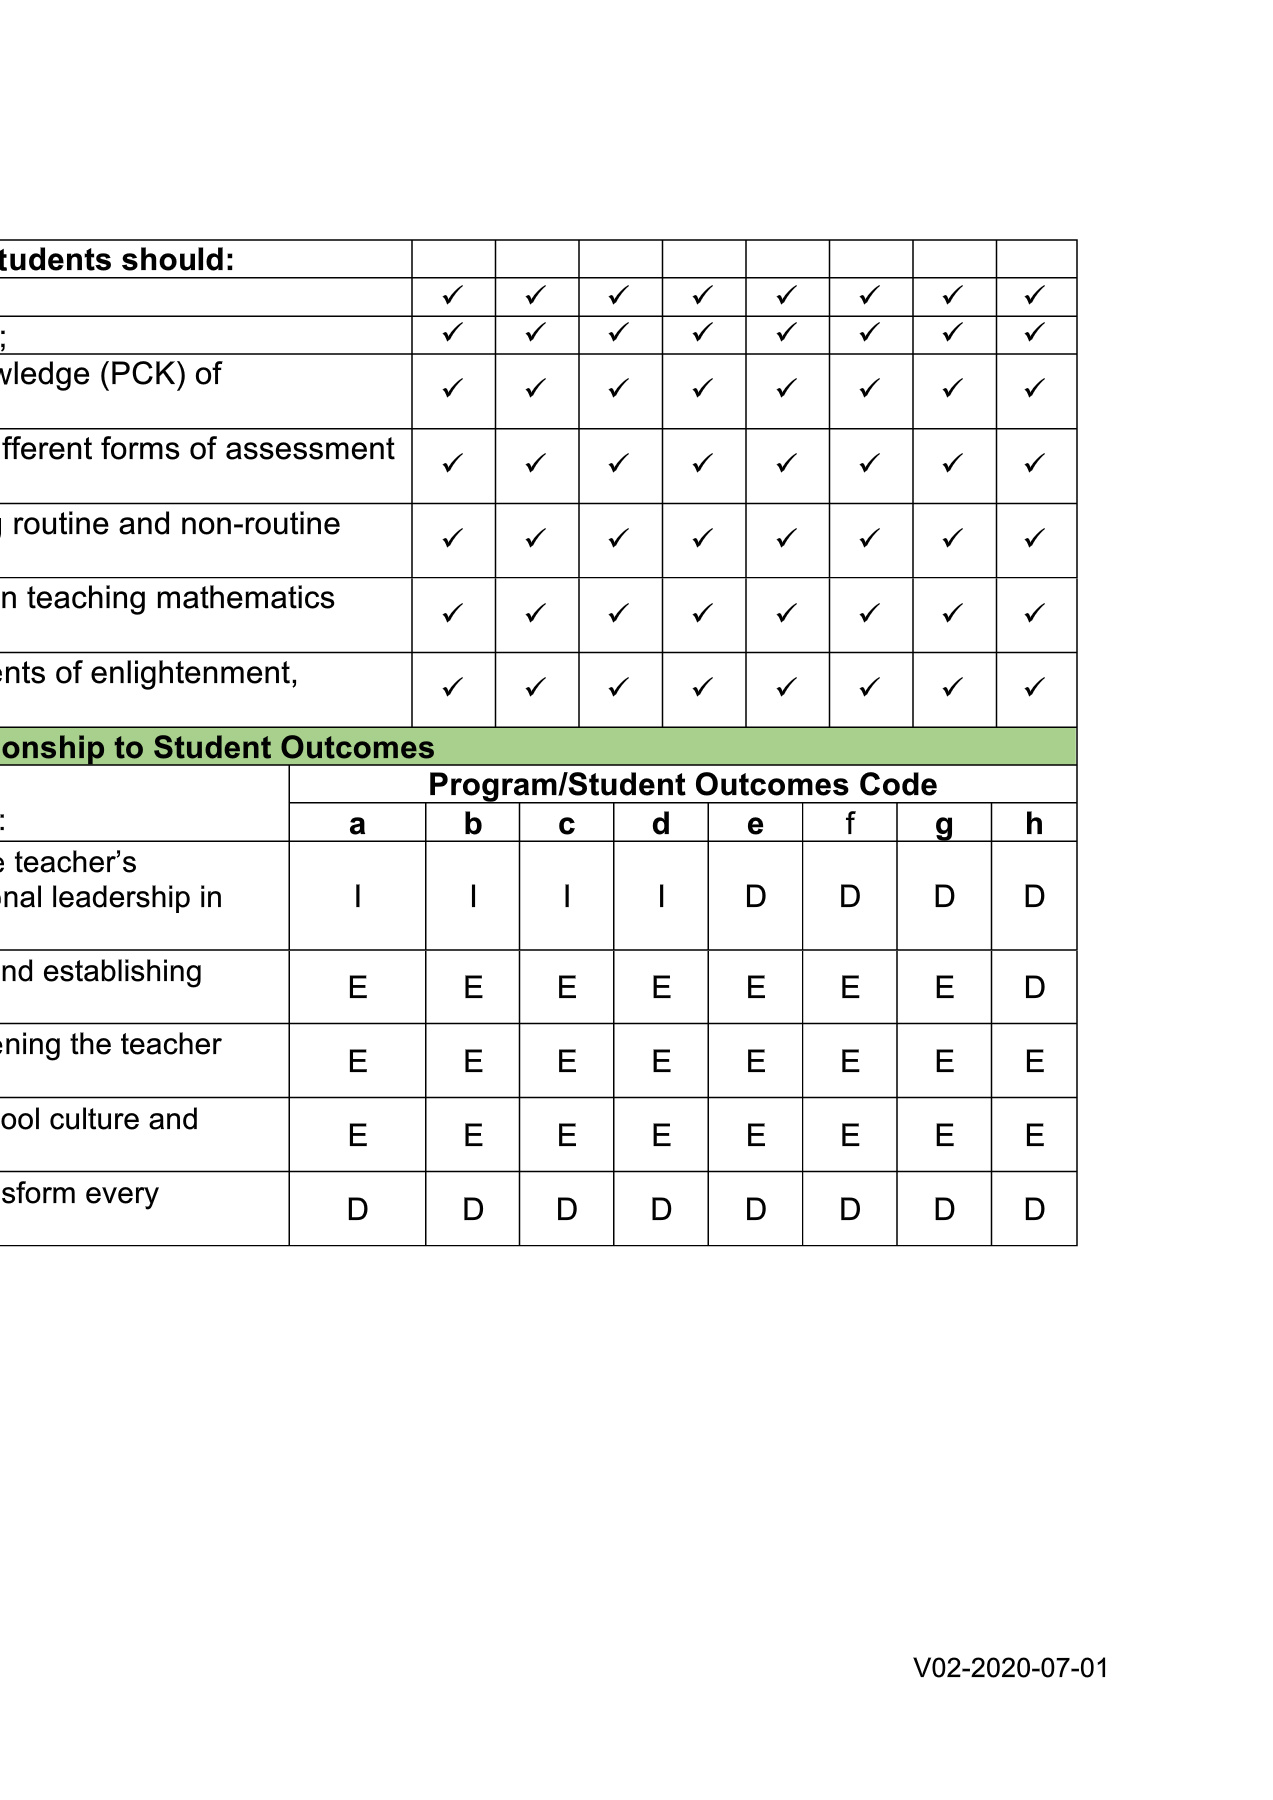 tudents should:
✓ ✓ ✓ ✓ ✓ ✓ ✓ ✓
; ✓ ✓ ✓ ✓ ✓ ✓ ✓ ✓
wledge (PCK) of
✓ ✓ ✓ ✓ ✓ ✓ ✓ ✓
ifferent forms of assessment
✓ ✓ ✓ ✓ ✓ ✓ ✓ ✓
g routine and non-routine
✓ ✓ ✓ ✓ ✓ ✓ ✓ ✓
n teaching mathematics
✓ ✓ ✓ ✓ ✓ ✓ ✓ ✓
ents of enlightenment,
✓ ✓ ✓ ✓ ✓ ✓ ✓ ✓
onship to Student Outcomes
Program/Student Outcomes Code
: a b c d e f g h
e teacher’s
onal leadership in I I I I D D D D
nd establishing
E E E E E E E D
ening the teacher
E E E E E E E E
ool culture and
E E E E E E E E
sform every
D D D D D D D D
V02-2020-07-01